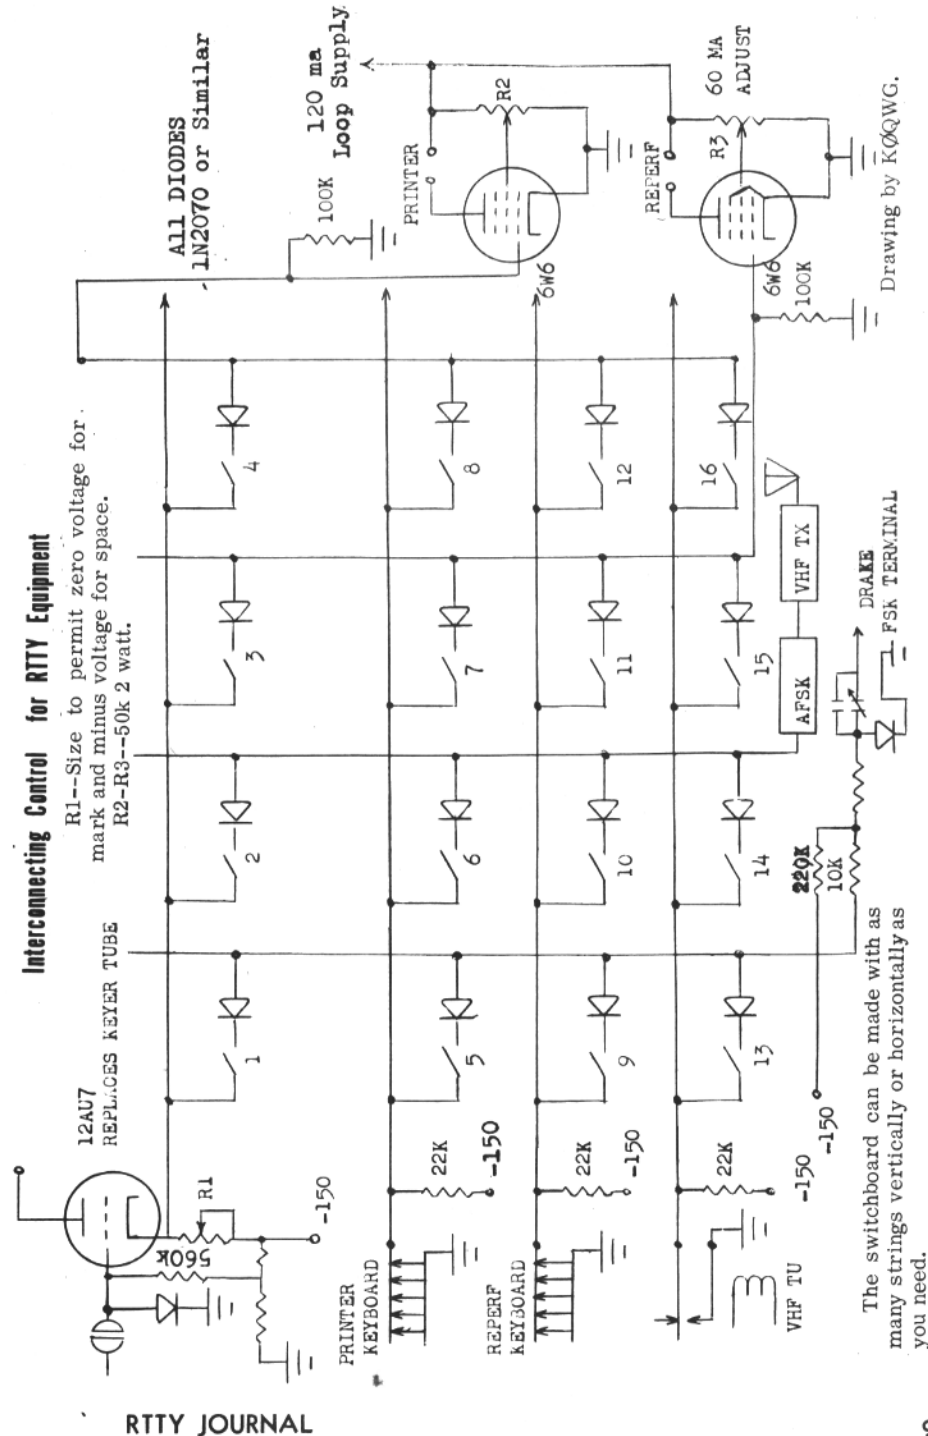 Interconnecting Control for RTTY Equipment
R1--Size to permit zero voltage for
mark and minus voltage for space.
R2-R3--50k 2 watt.
All DIODES
1N2070 or Similar
120 ma
Loop Supply
12AU7
REPLACES KEYER TUBE
R1
560k
-150
100K
PRINTER
R2
6W6
REPERF
R3
60 MA
ADJUST
6W6
100K
1
2
3
4
PRINTER
KEYBOARD
22K
-150
5
6
7
8
REPERF
KEYBOARD
22K
-150
9
10
11
12
VHF TU
22K
-150
13
14
15
16
AFSK
VHF TX
-150
220K
10K
DRAKE
FSK TERMINAL
Drawing by KØQWG.
The switchboard can be made with as
many strings vertically or horizontally as
you need.
RTTY JOURNAL